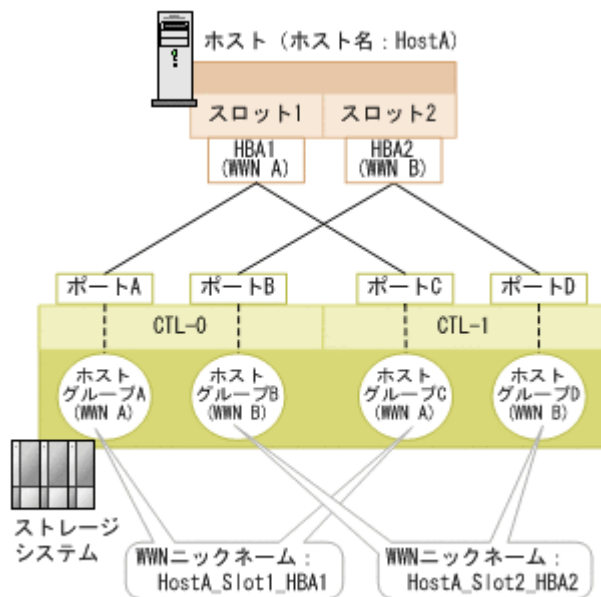 ホスト (ホスト名:HostA)
スロット1
スロット2
HBA1
(WWN A)
HBA2
(WWN B)
ポートA
ポートB
ポートC
ポートD
CTL-0
CTL-1
ホスト
グループA
(WWN A)
ホスト
グループB
(WWN B)
ホスト
グループC
(WWN A)
ホスト
グループD
(WWN B)
ストレージ
システム
WWNニックネーム:
HostA_Slot1_HBA1
WWNニックネーム:
HostA_Slot2_HBA2